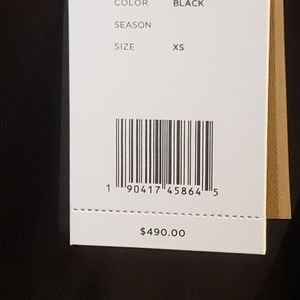 COLOR BLACK
SEASON
SIZE XS
1 90417 45864 5
$490.00